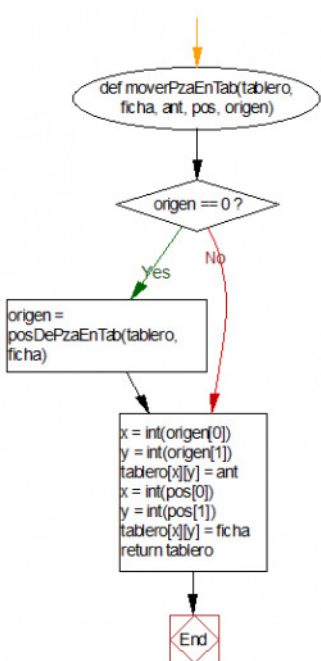 def moverPzaEnTab(tablero,
ficha, ant, pos, origen)
origen == 0 ?
Yes
No
origen =
posDePzaEnTab(tablero,
ficha)
x = int(origen[0])
y = int(origen[1])
tablero[x][y] = ant
x = int(pos[0])
y = int(pos[1])
tablero[x][y] = ficha
return tablero
End